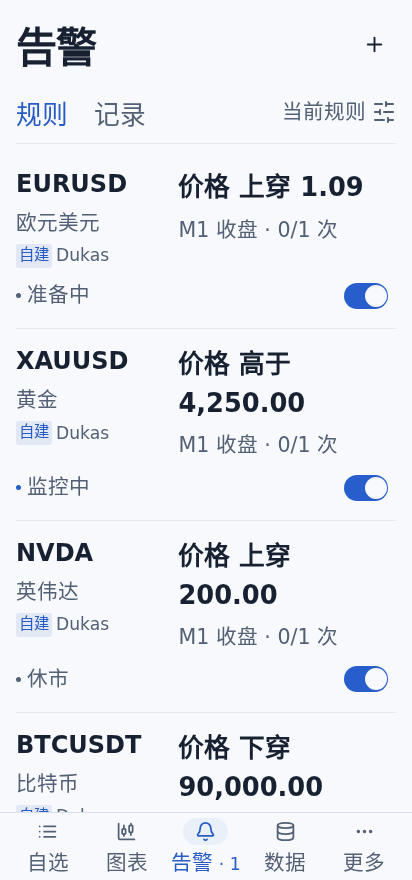 告警
规则 记录 当前规则
EURUSD
价格 上穿 1.09
欧元美元
M1 收盘 · 0/1 次
自建 Dukas
准备中
XAUUSD
价格 高于
4,250.00
黄金
M1 收盘 · 0/1 次
自建 Dukas
监控中
NVDA
价格 上穿
200.00
英伟达
M1 收盘 · 0/1 次
自建 Dukas
休市
BTCUSDT
价格 下穿
90,000.00
比特币
自选 图表 告警 · 1 数据 更多